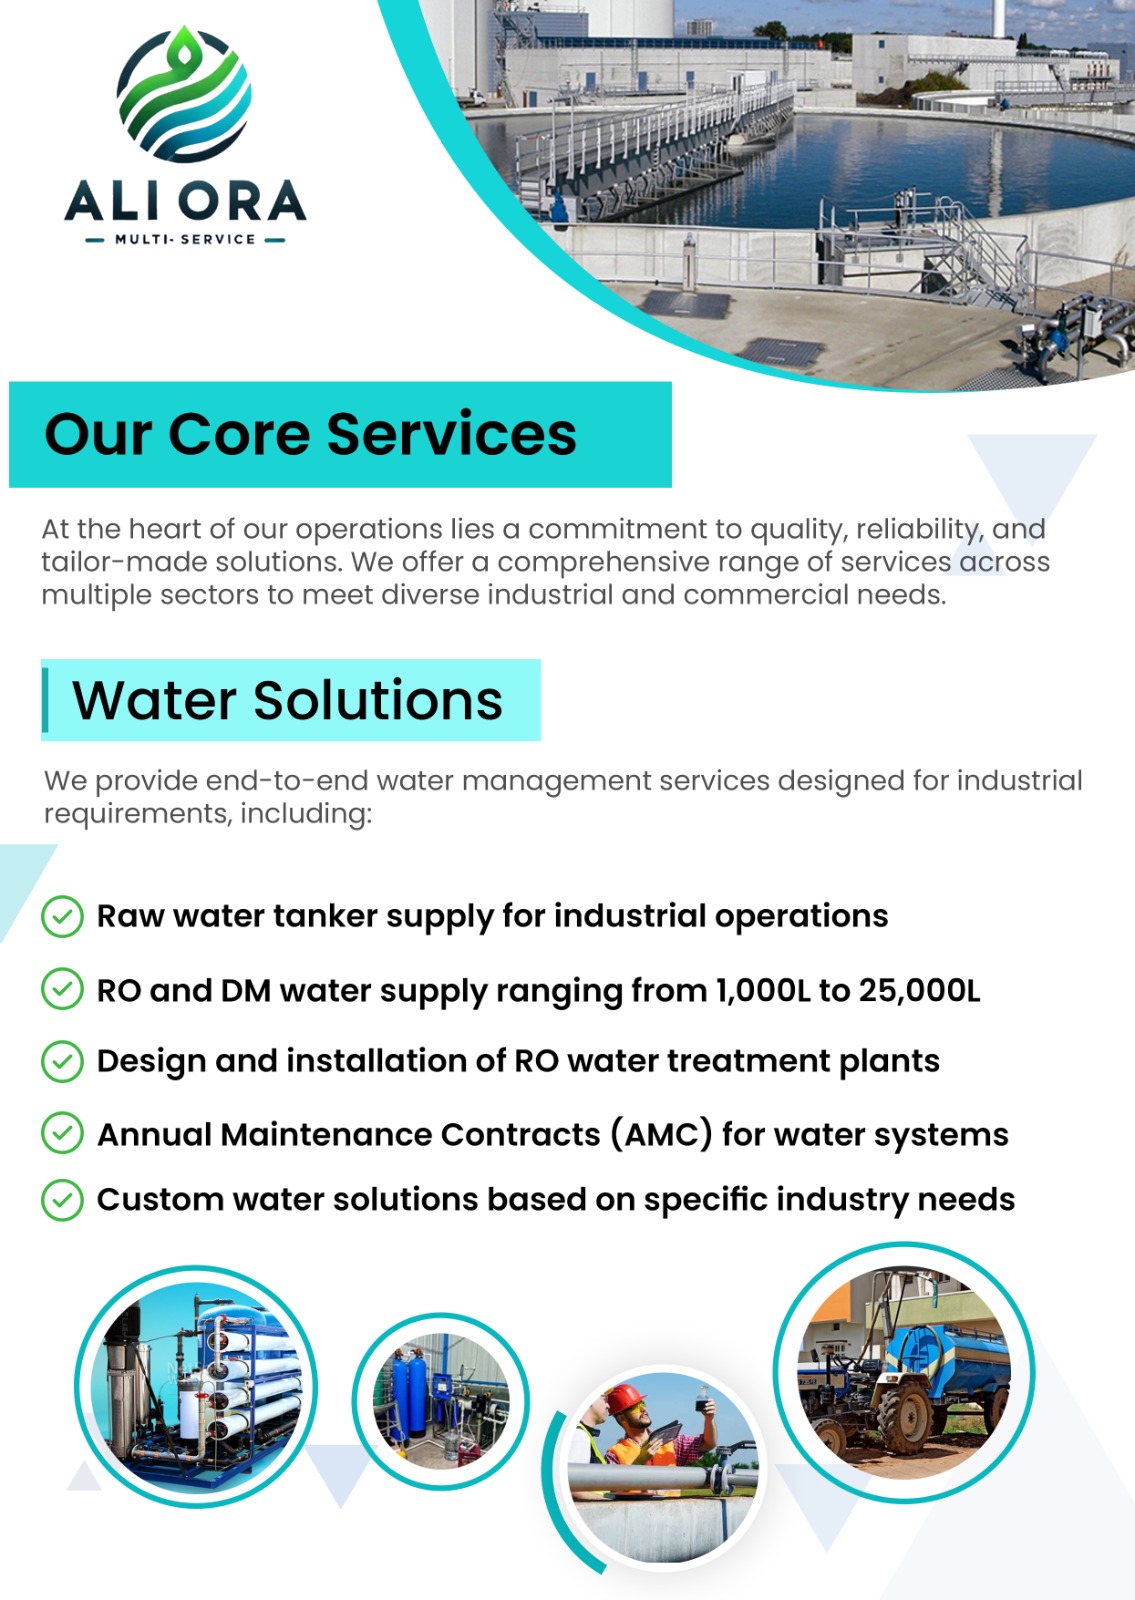 ALI ORA
MULTI- SERVICE
Our Core Services
At the heart of our operations lies a commitment to quality, reliability, and
tailor-made solutions. We offer a comprehensive range of services across
multiple sectors to meet diverse industrial and commercial needs.
Water Solutions
We provide end-to-end water management services designed for industrial
requirements, including:
Raw water tanker supply for industrial operations
RO and DM water supply ranging from 1,000L to 25,000L
Design and installation of RO water treatment plants
Annual Maintenance Contracts (AMC) for water systems
Custom water solutions based on specific industry needs